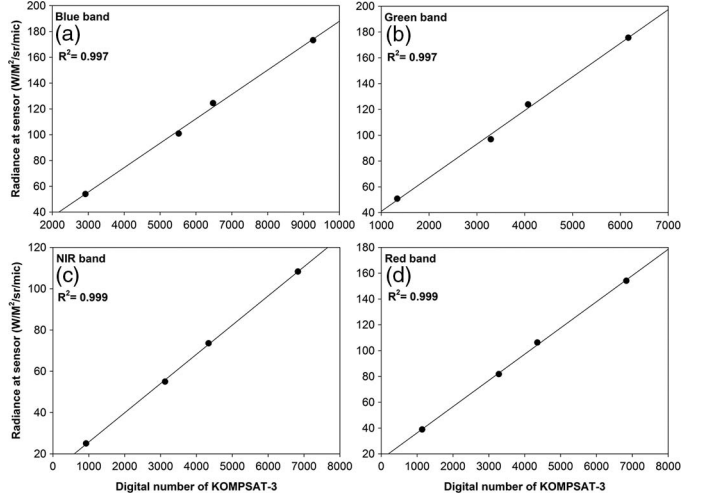 Blue band
(a)
R²= 0.997
Radiance at sensor (W/M²/sr/mic)
200
180
160
140
120
100
80
60
40
2000 3000 4000 5000 6000 7000 8000 9000 10000
Green band
(b)
R²= 0.997
200
180
160
140
120
100
80
60
40
1000 2000 3000 4000 5000 6000 7000
NIR band
(c)
R²= 0.999
Radiance at sensor (W/M²/sr/mic)
120
100
80
60
40
20
0 1000 2000 3000 4000 5000 6000 7000 8000
Digital number of KOMPSAT-3
Red band
(d)
R²= 0.999
180
160
140
120
100
80
60
40
20
0 1000 2000 3000 4000 5000 6000 7000 8000
Digital number of KOMPSAT-3